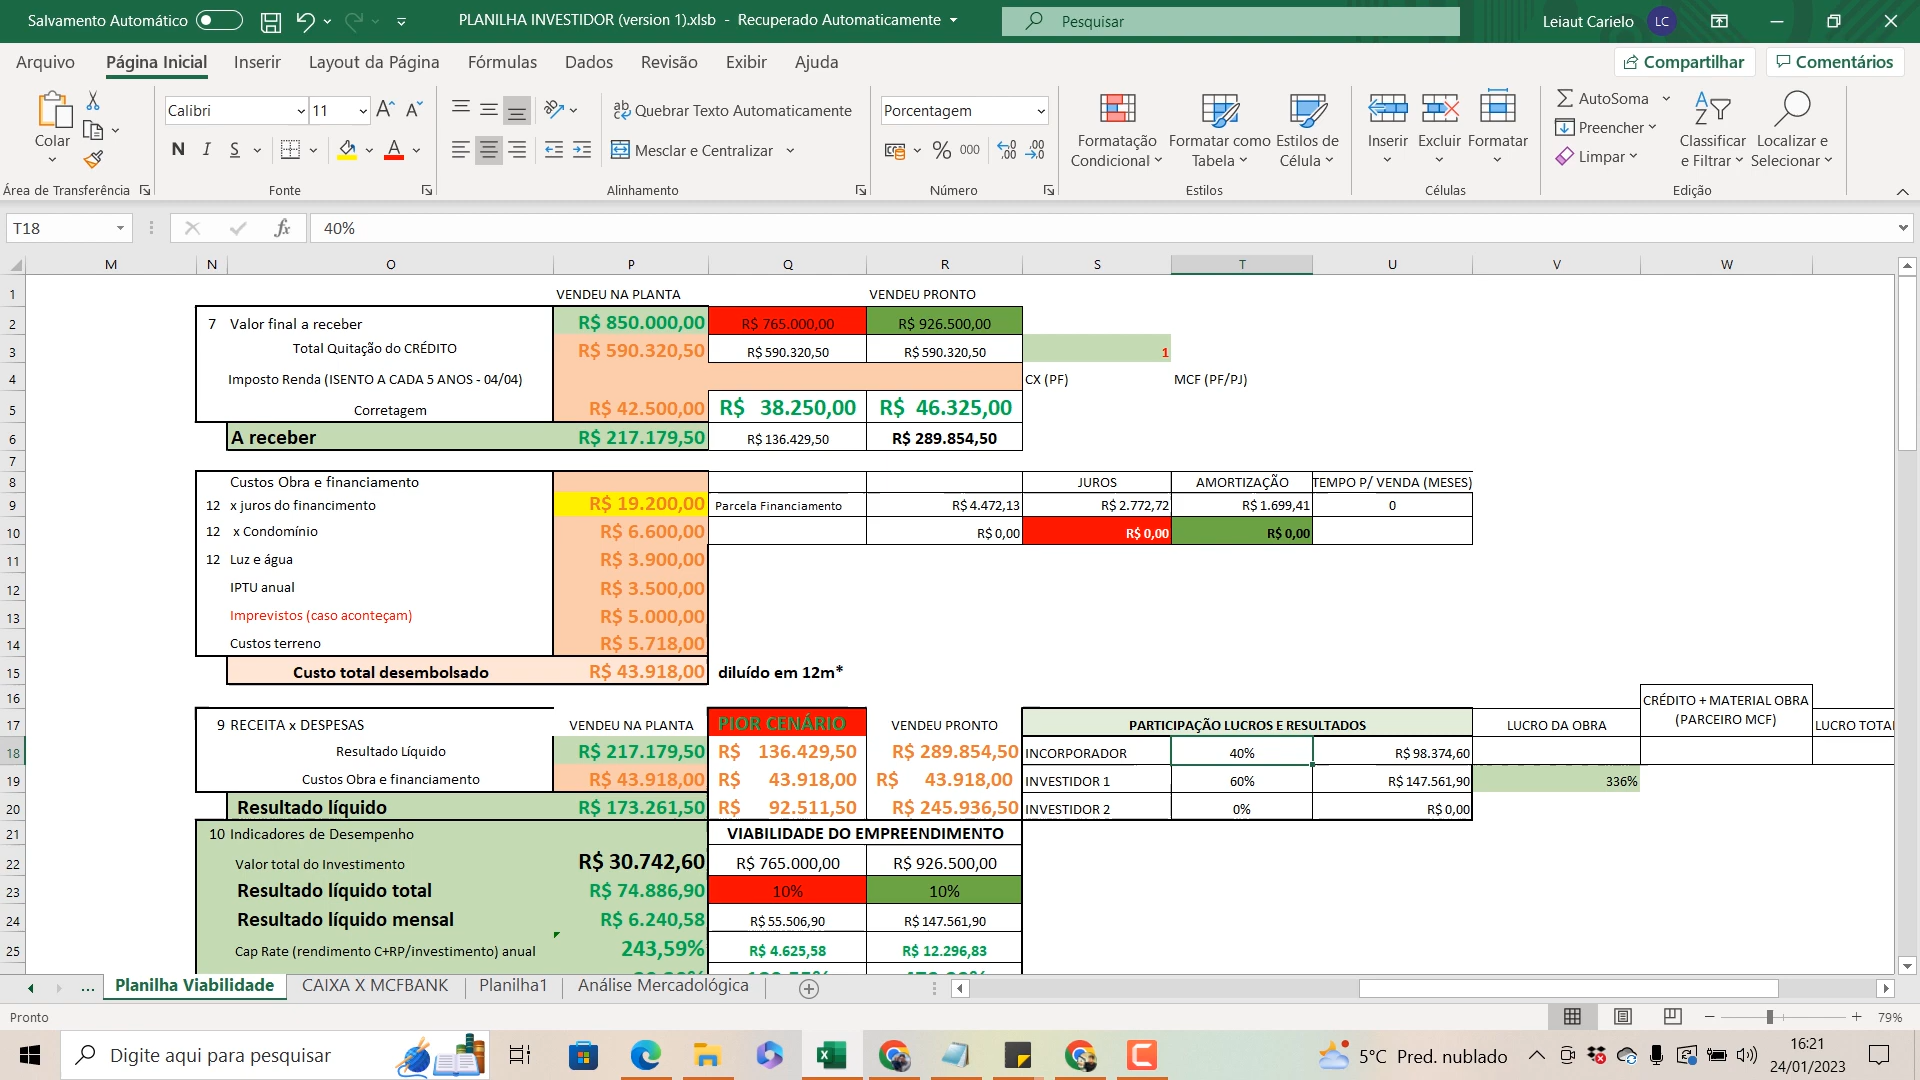 Salvamento Automático
PLANILHA INVESTIDOR (version 1).xlsb - Recuperado Automaticamente
Pesquisar
Leiaut Carielo LC
Arquivo Página Inicial Inserir Layout da Página Fórmulas Dados Revisão Exibir Ajuda
Compartilhar Comentários
Colar
Calibri 11
N I S
Quebrar Texto Automaticamente
Mesclar e Centralizar
Porcentagem
% 000
Formatação Condicional
Formatar como Tabela
Estilos de Célula
Inserir Excluir Formatar
AutoSoma
Preencher
Limpar
Classificar e Filtrar
Localizar e Selecionar
Área de Transferência Fonte Alinhamento Número Estilos Células Edição
T18 fx 40%
M N O P Q R S T U V W
1 VENDEU NA PLANTA VENDEU PRONTO
2 7 Valor final a receber R$ 850.000,00 R$ 765.000,00 R$ 926.500,00
3 Total Quitação do CRÉDITO R$ 590.320,50 R$ 590.320,50 R$ 590.320,50 1
4 Imposto Renda (ISENTO A CADA 5 ANOS - 04/04) CX (PF) MCF (PF/PJ)
5 Corretagem R$ 42.500,00 R$ 38.250,00 R$ 46.325,00
6 A receber R$ 217.179,50 R$ 136.429,50 R$ 289.854,50
7
8 Custos Obra e financiamento JUROS AMORTIZAÇÃO TEMPO P/ VENDA (MESES)
9 12 x juros do financimento R$ 19.200,00 Parcela Financiamento R$ 4.472,13 R$ 2.772,72 R$ 1.699,41 0
10 12 x Condomínio R$ 6.600,00 R$ 0,00 R$ 0,00 R$ 0,00
11 12 Luz e água R$ 3.900,00
12 IPTU anual R$ 3.500,00
13 Imprevistos (caso aconteçam) R$ 5.000,00
14 Custos terreno R$ 5.718,00
15 Custo total desembolsado R$ 43.918,00 diluído em 12m*
16 CRÉDITO + MATERIAL OBRA (PARCEIRO MCF)
17 9 RECEITA x DESPESAS VENDEU NA PLANTA PIOR CENÁRIO VENDEU PRONTO PARTICIPAÇÃO LUCROS E RESULTADOS LUCRO DA OBRA LUCRO TOTAL
18 Resultado Líquido R$ 217.179,50 R$ 136.429,50 R$ 289.854,50 INCORPORADOR 40% R$ 98.374,60
19 Custos Obra e financiamento R$ 43.918,00 R$ 43.918,00 R$ 43.918,00 INVESTIDOR 1 60% R$ 147.561,90 336%
20 Resultado líquido R$ 173.261,50 R$ 92.511,50 R$ 245.936,50 INVESTIDOR 2 0% R$ 0,00
21 10 Indicadores de Desempenho VIABILIDADE DO EMPREENDIMENTO
22 Valor total do Investimento R$ 30.742,60 R$ 765.000,00 R$ 926.500,00
23 Resultado líquido total R$ 74.886,90 10% 10%
24 Resultado líquido mensal R$ 6.240,58 R$ 55.506,90 R$ 147.561,90
25 Cap Rate (rendimento C+RP/investimento) anual 243,59% R$ 4.625,58 R$ 12.296,83
... Planilha Viabilidade CAIXA X MCFBANK Planilha1 Análise Mercadológica
Pronto 79%
Digite aqui para pesquisar
5°C Pred. nublado
16:21
24/01/2023